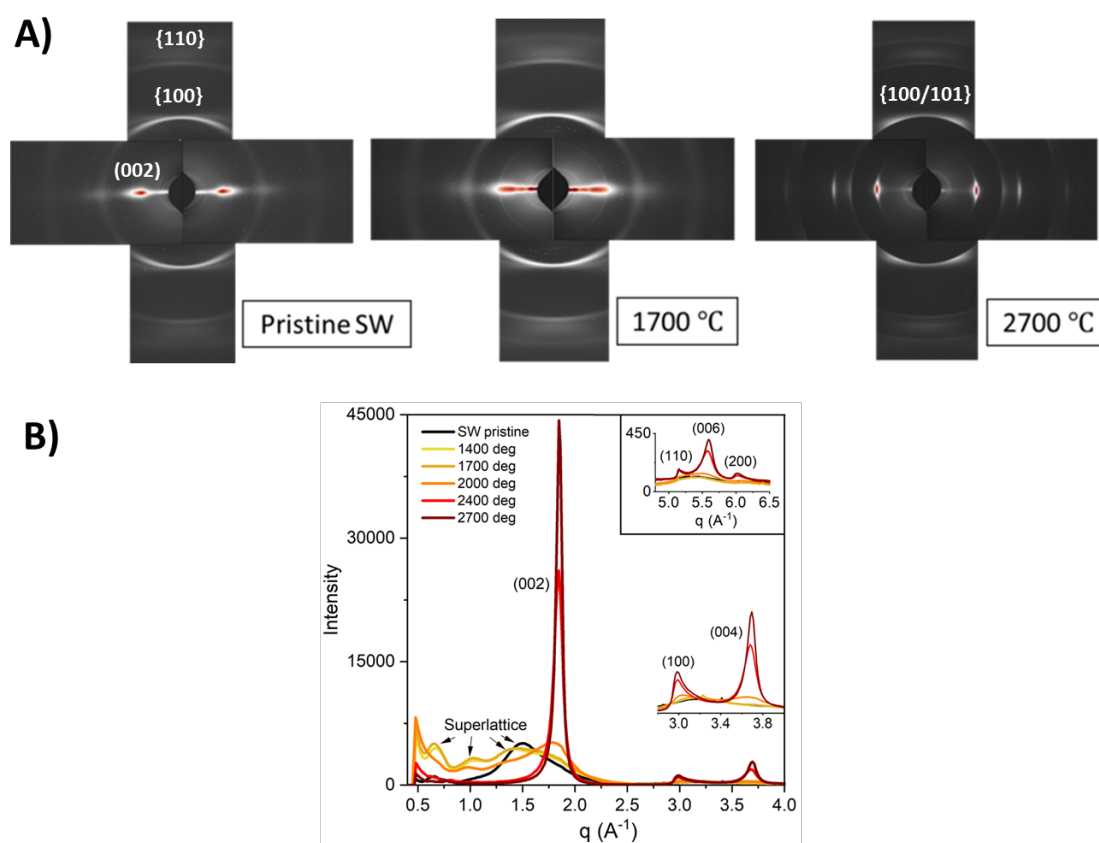 A)
{110}
{100}
(002)
Pristine SW
1700 °C
{100/101}
2700 °C
B)
45000
30000
15000
0
Intensity
SW pristine
1400 deg
1700 deg
2000 deg
2400 deg
2700 deg
(002)
Superlattice
0.5 1.0 1.5 2.0 2.5 3.0 3.5 4.0
q (A⁻¹)
450
0
(110)
(006)
(200)
5.0 5.5 6.0 6.5
q (A⁻¹)
(100)
(004)
3.0 3.4 3.8